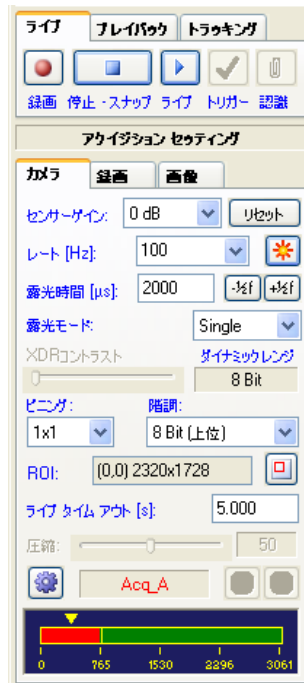 ライブ プレイバック トラッキング
録画 停止・スナップ ライブ トリガー 認識
アクイジション セッティング
カメラ 録画 画像
センサーゲイン: 0 dB リセット
レート [Hz]: 100
露光時間 [µs]: 2000 -½f +½f
露光モード: Single
XDRコントラスト ダイナミックレンジ
8 Bit
ビニング: 階調:
1x1 8 Bit (上位)
ROI: (0,0) 2320x1728
ライブ タイム アウト [s]: 5.000
圧縮: 50
Acq_A
0 765 1530 2296 3061